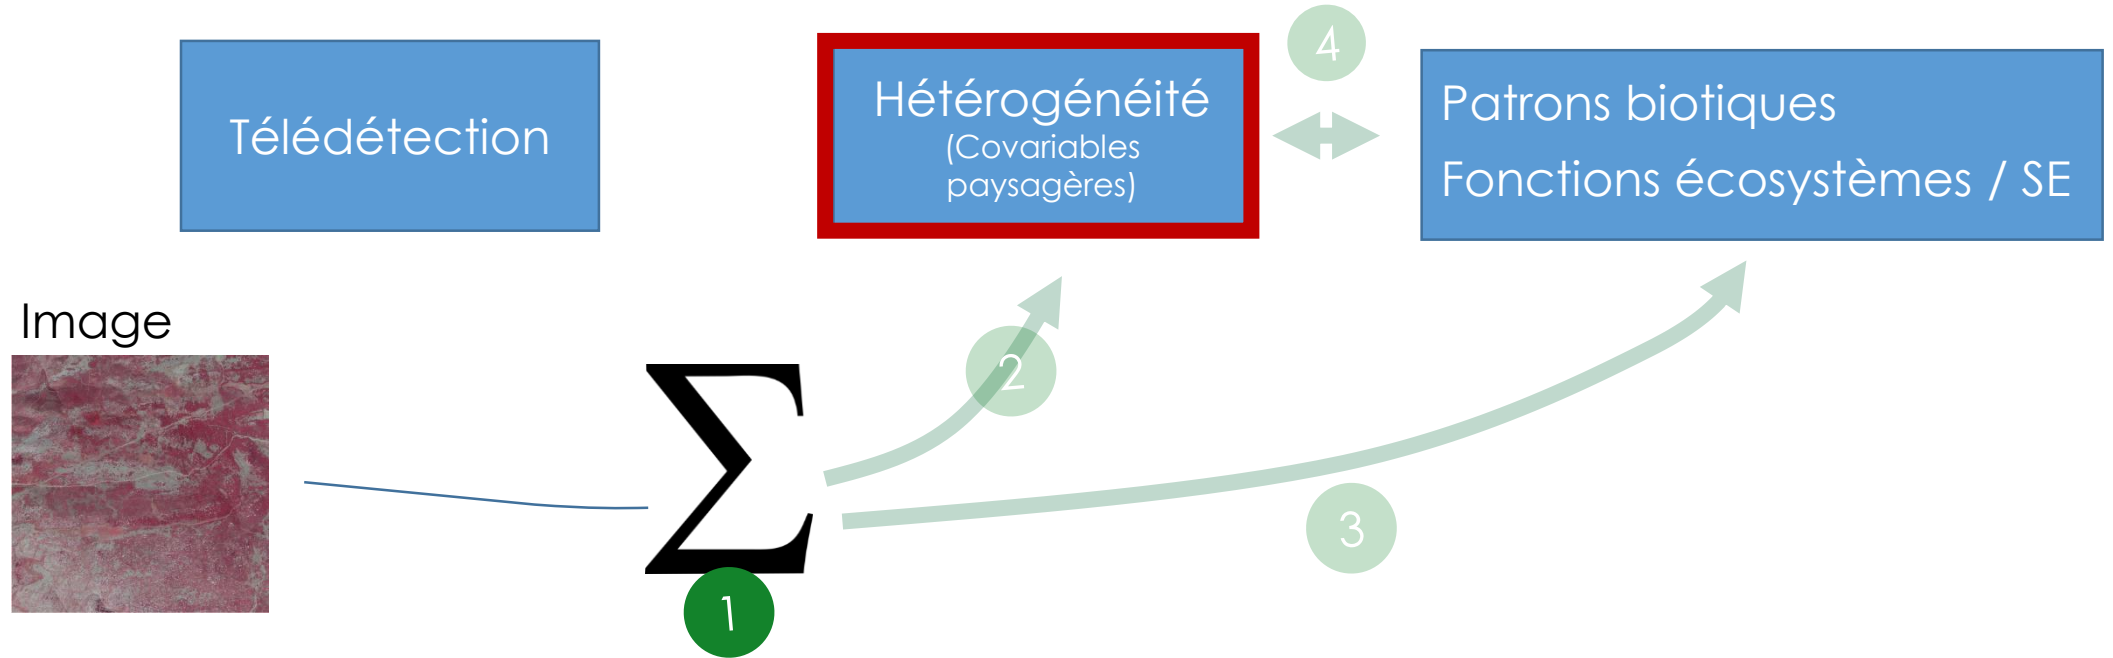 Télédétection
Hétérogénéité
(Covariables
paysagères)
4
Patrons biotiques
Fonctions écosystèmes / SE
Image
2
Σ
3
1